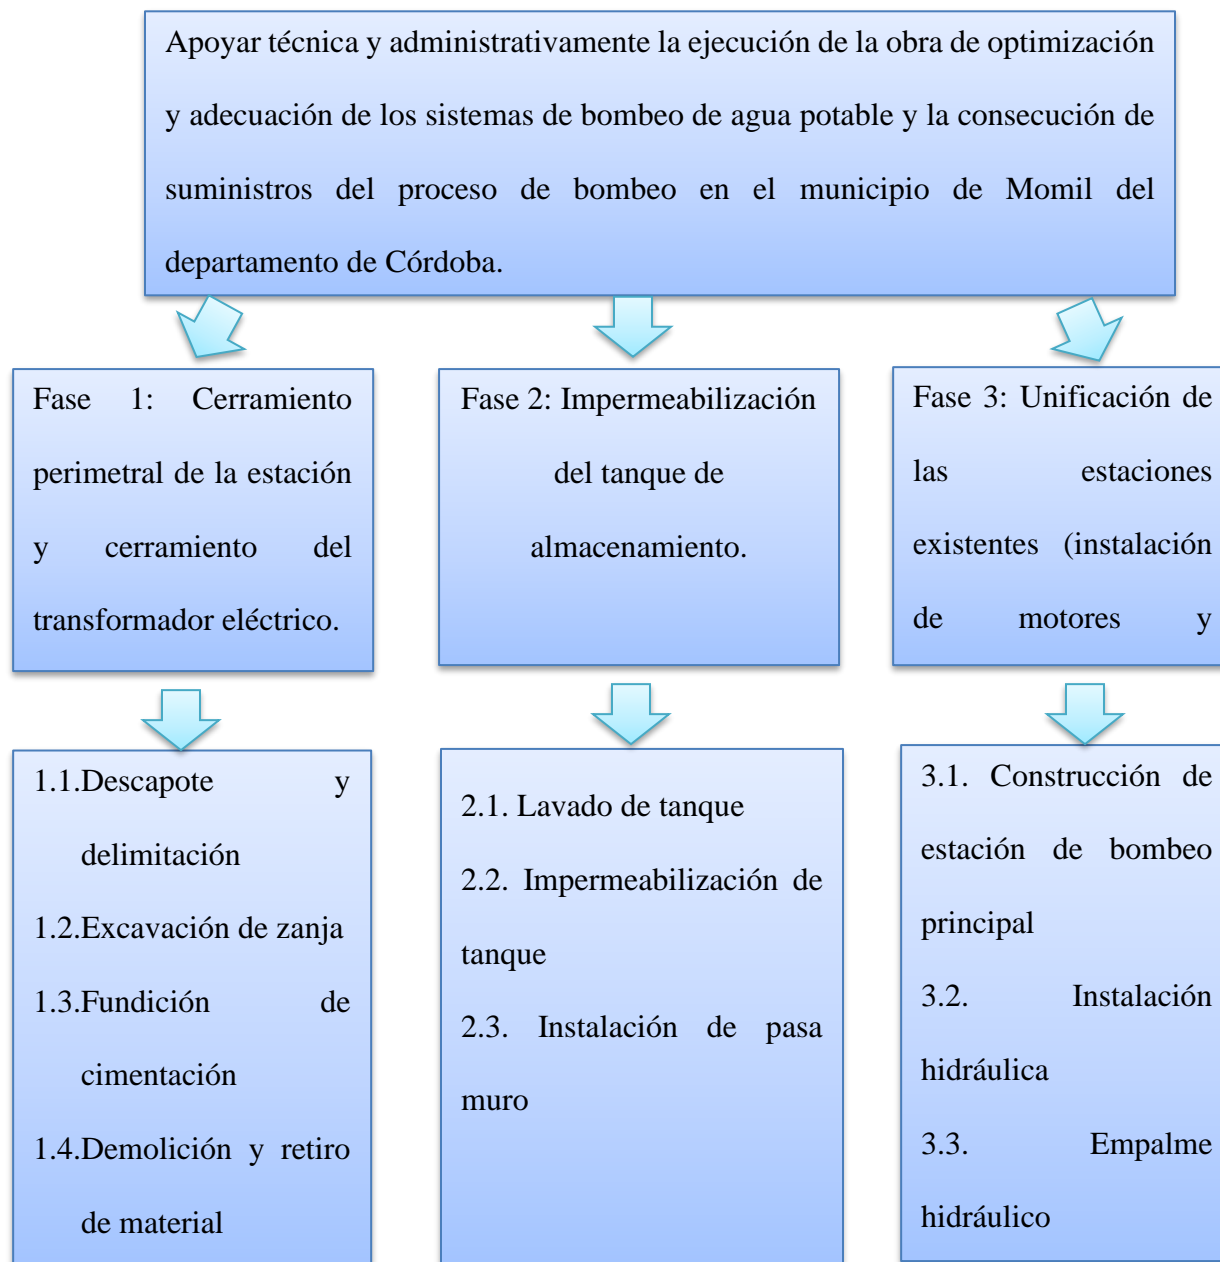 Apoyar técnica y administrativamente la ejecución de la obra de optimización
y adecuación de los sistemas de bombeo de agua potable y la consecución de
suministros del proceso de bombeo en el municipio de Momil del
departamento de Córdoba.
Fase 1: Cerramiento
perimetral de la estación
y cerramiento del
transformador eléctrico.
Fase 2: Impermeabilización
del tanque de
almacenamiento.
Fase 3: Unificación de
las estaciones
existentes (instalación
de motores y
1.1.Descapote y
delimitación
1.2.Excavación de zanja
1.3.Fundición de
cimentación
1.4.Demolición y retiro
de material
2.1. Lavado de tanque
2.2. Impermeabilización de
tanque
2.3. Instalación de pasa
muro
3.1. Construcción de
estación de bombeo
principal
3.2. Instalación
hidráulica
3.3. Empalme
hidráulico